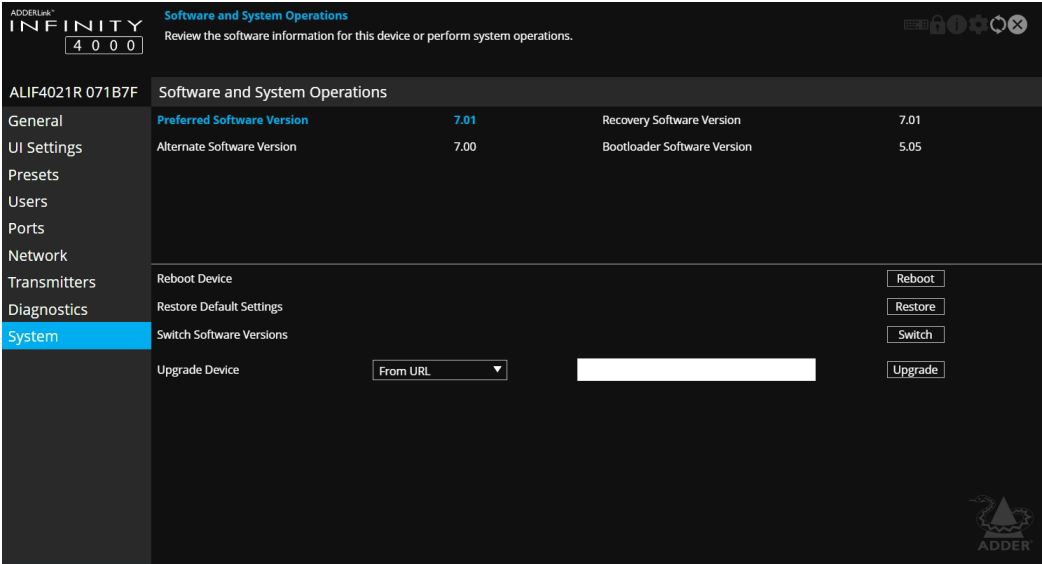 ADDERLink™
INFINITY
4000
Software and System Operations
Review the software information for this device or perform system operations.
ALIF4021R 071B7F
Software and System Operations
General
UI Settings
Presets
Users
Ports
Network
Transmitters
Diagnostics
System
Preferred Software Version 7.01 Recovery Software Version 7.01
Alternate Software Version 7.00 Bootloader Software Version 5.05
Reboot Device Reboot
Restore Default Settings Restore
Switch Software Versions Switch
Upgrade Device From URL Upgrade
ADDER